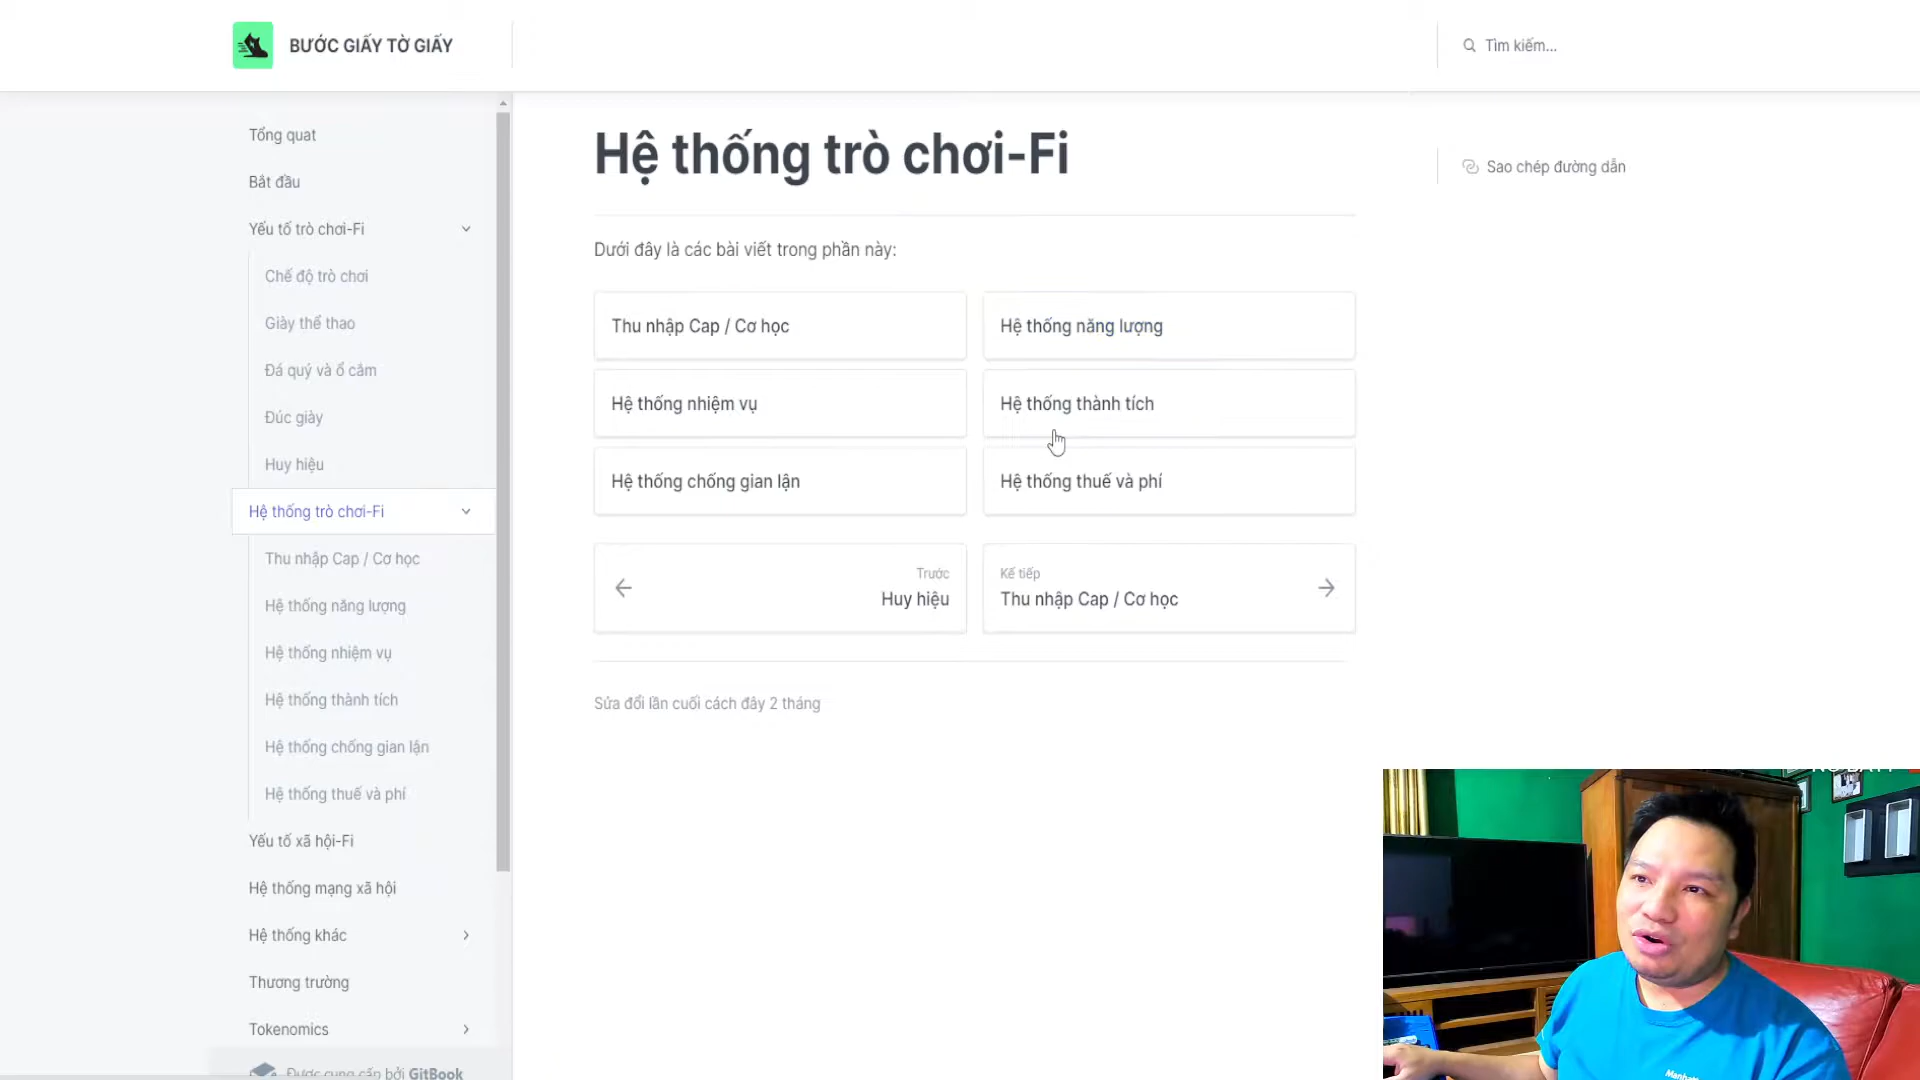 BƯỚC GIẤY TỜ GIẤY
Tìm kiếm...
Tổng quat
Bắt đầu
Yếu tố trò chơi-Fi
Chế độ trò chơi
Giày thể thao
Đá quý và ổ cắm
Đúc giày
Huy hiệu
Hệ thống trò chơi-Fi
Thu nhập Cap / Cơ học
Hệ thống năng lượng
Hệ thống nhiệm vụ
Hệ thống thành tích
Hệ thống chống gian lận
Hệ thống thuế và phí
Yếu tố xã hội-Fi
Hệ thống mạng xã hội
Hệ thống khác
Thương trường
Tokenomics
Được cung cấp bởi GitBook
Hệ thống trò chơi-Fi
Sao chép đường dẫn
Dưới đây là các bài viết trong phần này:
Thu nhập Cap / Cơ học
Hệ thống năng lượng
Hệ thống nhiệm vụ
Hệ thống thành tích
Hệ thống chống gian lận
Hệ thống thuế và phí
Trước
Huy hiệu
Kế tiếp
Thu nhập Cap / Cơ học
Sửa đổi lần cuối cách đây 2 tháng